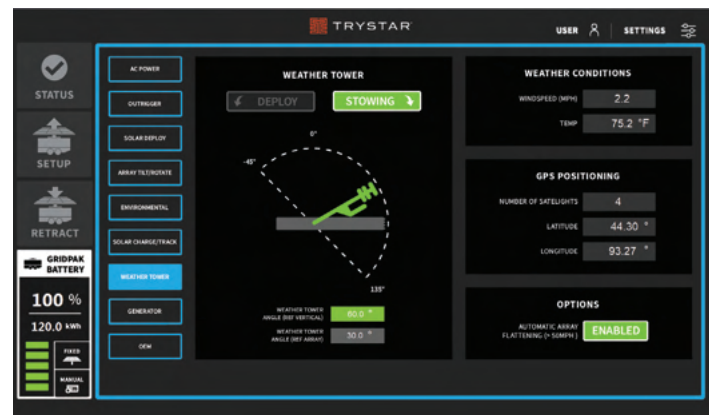 TRYSTAR
USER
SETTINGS
STATUS
SETUP
RETRACT
GRIDPAK
BATTERY
100 %
120.0 kWh
FIXED
MANUAL
AC POWER
OUTRIGGER
SOLAR DEPLOY
ARRAY TILT/ROTATE
ENVIRONMENTAL
SOLAR CHARGE/TRACK
WEATHER TOWER
GENERATOR
OEM
WEATHER TOWER
DEPLOY
STOWING
0°
-45°
135°
WEATHER TOWER
ANGLE (REF VERTICAL)
60.0 °
WEATHER TOWER
ANGLE (REF ARRAY)
30.0 °
WEATHER CONDITIONS
WINDSPEED (MPH)
2.2
TEMP
75.2 °F
GPS POSITIONING
NUMBER OF SATELIGHTS
4
LATITUDE
44.30 °
LONGITUDE
93.27 °
OPTIONS
AUTOMATIC ARRAY
FLATTENING (> 50MPH )
ENABLED